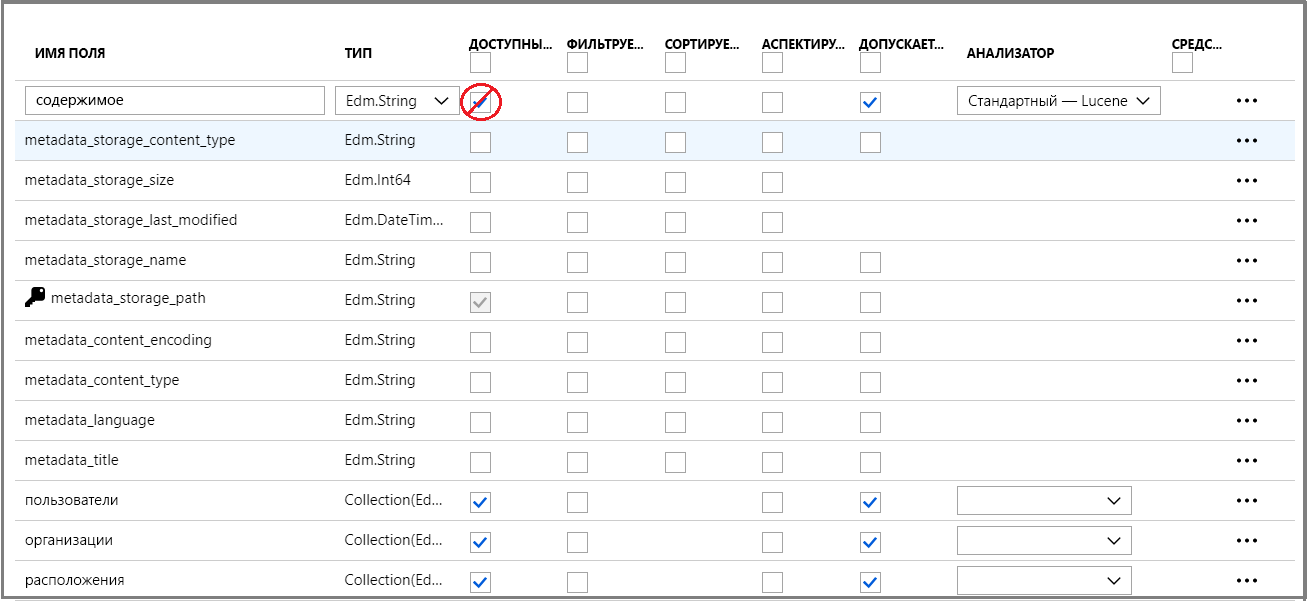 ИМЯ ПОЛЯ ТИП ДОСТУПНЫ... ФИЛЬТРУЕ... СОРТИРУЕ... АСПЕКТИРУ... ДОПУСКАЕТ... АНАЛИЗАТОР СРЕДС...
содержимое Edm.String Стандартный — Lucene
metadata_storage_content_type Edm.String
metadata_storage_size Edm.Int64
metadata_storage_last_modified Edm.DateTim...
metadata_storage_name Edm.String
metadata_storage_path Edm.String
metadata_content_encoding Edm.String
metadata_content_type Edm.String
metadata_language Edm.String
metadata_title Edm.String
пользователи Collection(Ed...
организации Collection(Ed...
расположения Collection(Ed...